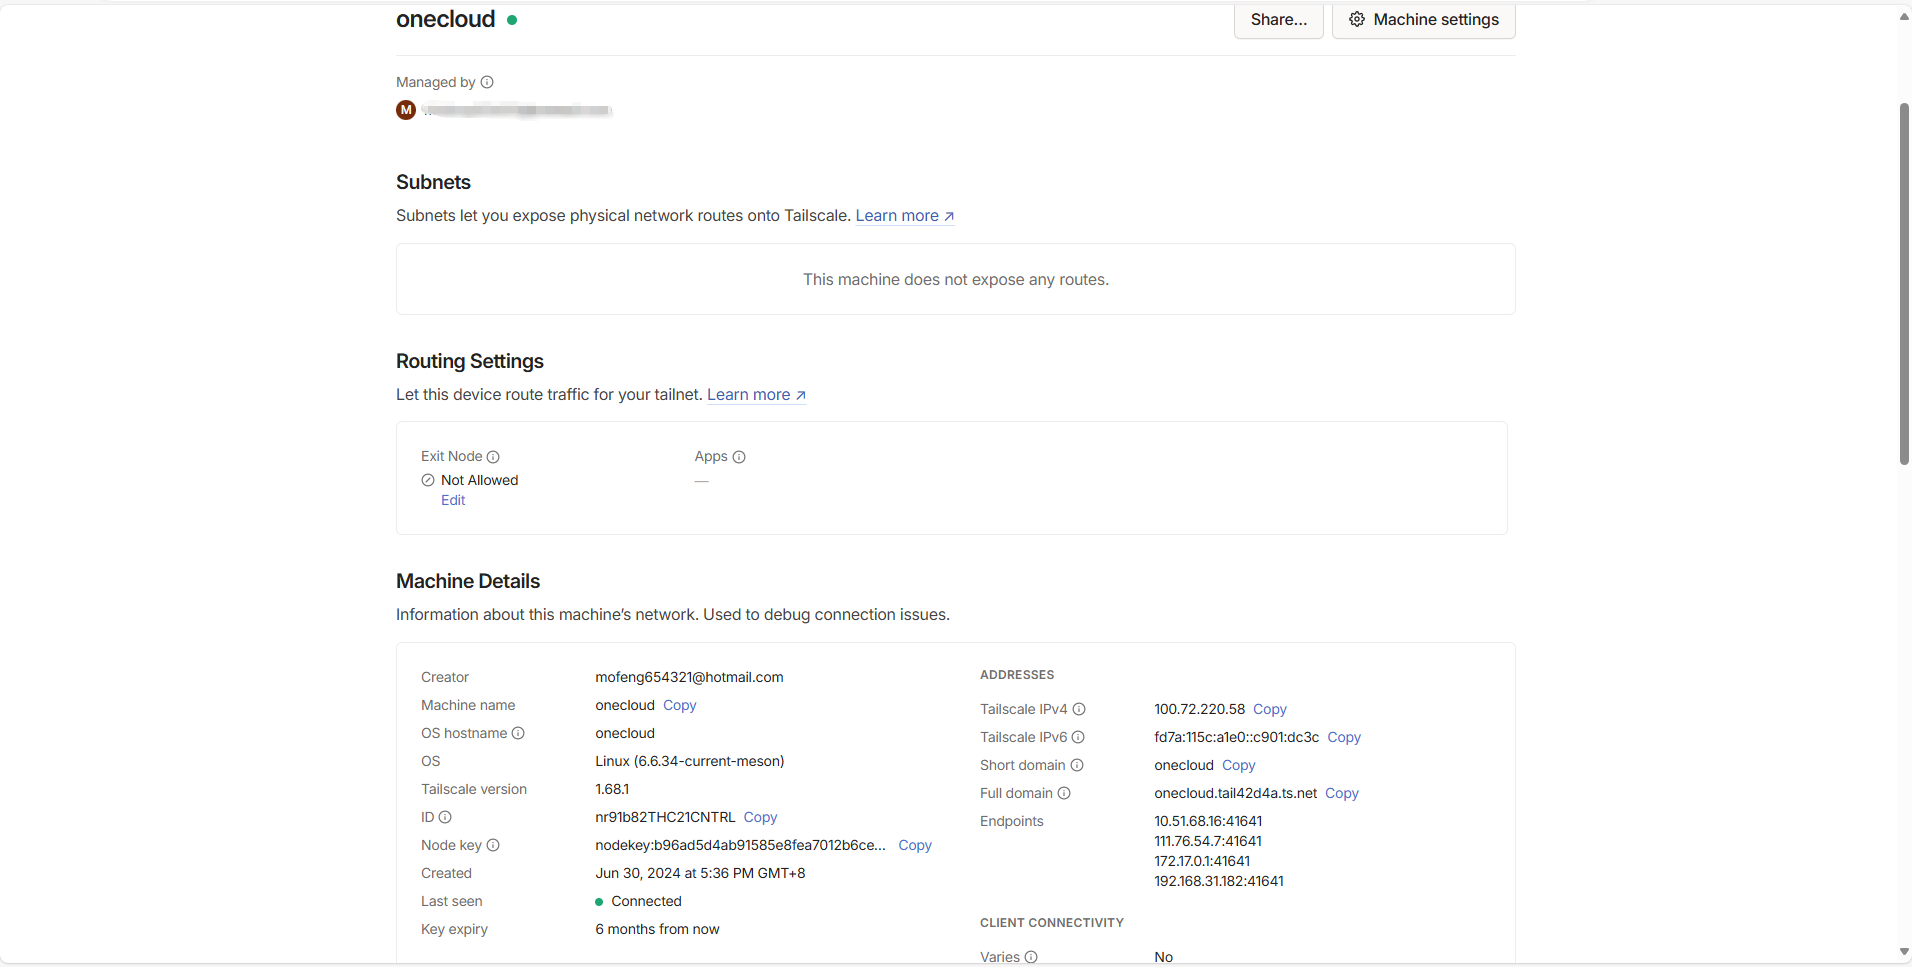 onecloud
Share...
Machine settings
Managed by
M
Subnets
Subnets let you expose physical network routes onto Tailscale. Learn more ↗
This machine does not expose any routes.
Routing Settings
Let this device route traffic for your tailnet. Learn more ↗
Exit Node
Not Allowed
Edit
Apps
—
Machine Details
Information about this machine’s network. Used to debug connection issues.
Creator mofeng654321@hotmail.com
Machine name onecloud Copy
OS hostname onecloud
OS Linux (6.6.34-current-meson)
Tailscale version 1.68.1
ID nr91b82THC21CNTRL Copy
Node key nodekey:b96ad5d4ab91585e8fea7012b6ce... Copy
Created Jun 30, 2024 at 5:36 PM GMT+8
Last seen Connected
Key expiry 6 months from now
ADDRESSES
Tailscale IPv4 100.72.220.58 Copy
Tailscale IPv6 fd7a:115c:a1e0::c901:dc3c Copy
Short domain onecloud Copy
Full domain onecloud.tail42d4a.ts.net Copy
Endpoints 10.51.68.16:41641
111.76.54.7:41641
172.17.0.1:41641
192.168.31.182:41641
CLIENT CONNECTIVITY
Varies No